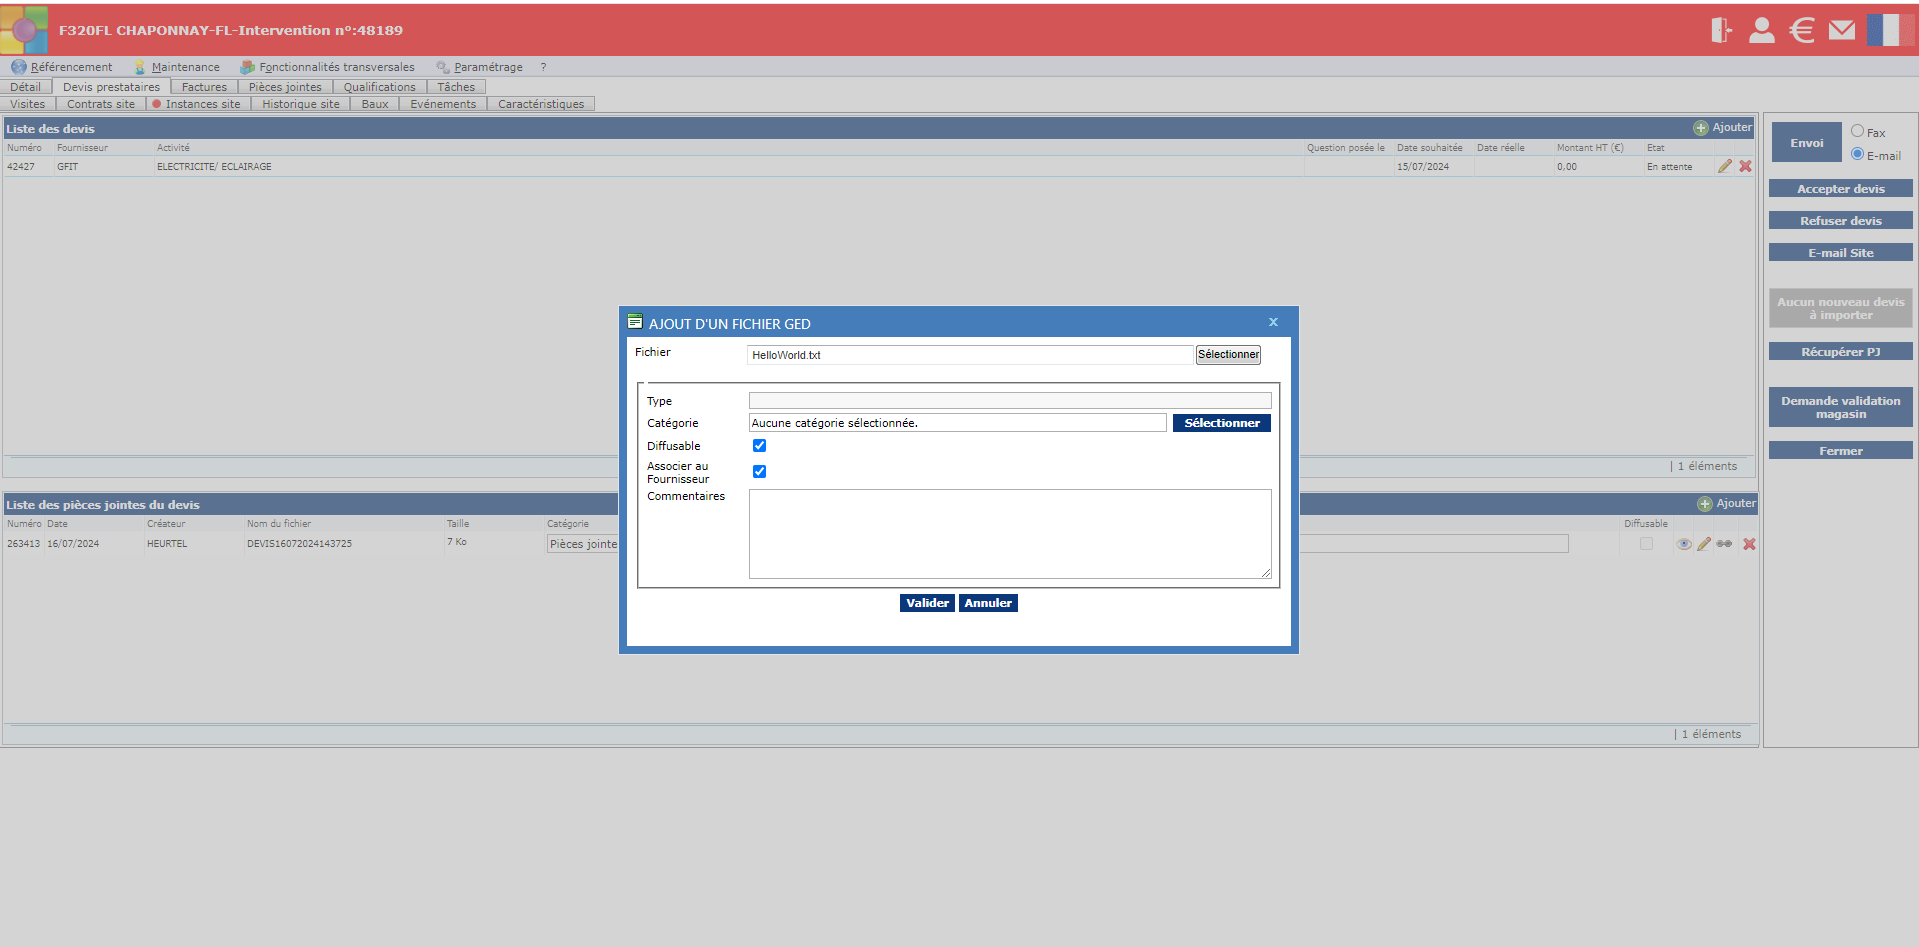 F320FL CHAPONNAY-FL-Intervention n°:48189
Référencement Maintenance Fonctionnalités transversales Paramétrage ?
Détail Devis prestataires Factures Pièces jointes Qualifications Tâches
Visites Contrats site Instances site Historique site Baux Evénements Caractéristiques
Liste des devis Ajouter
Numéro Fournisseur Activité Question posée le Date souhaitée Date réelle Montant HT (€) Etat
42427 GFIT ELECTRICITE/ ECLAIRAGE 15/07/2024 0,00 En attente
| 1 éléments
Liste des pièces jointes du devis Ajouter
Numéro Date Créateur Nom du fichier Taille Catégorie Diffusable
263413 16/07/2024 HEURTEL DEVIS16072024143725 7 Ko Pièces jointe
| 1 éléments
Envoi Fax
E-mail
Accepter devis
Refuser devis
E-mail Site
Aucun nouveau devis
à importer
Récupérer PJ
Demande validation
magasin
Fermer
AJOUT D'UN FICHIER GED x
Fichier HelloWorld.txt Sélectionner
Type
Catégorie Aucune catégorie sélectionnée. Sélectionner
Diffusable
Associer au
Fournisseur
Commentaires
Valider Annuler